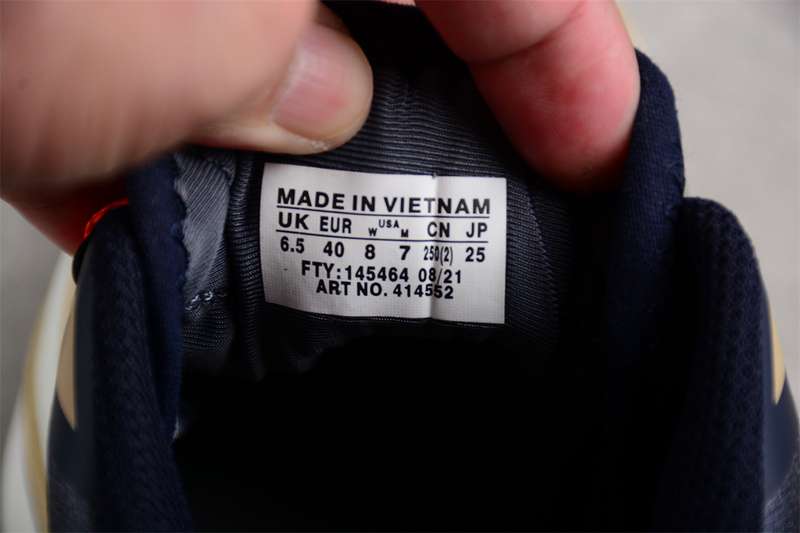 MADE IN VIETNAM
UK EUR W USA M CN JP
6.5 40 8 7 250(2) 25
FTY:145464 08/21
ART NO. 414552